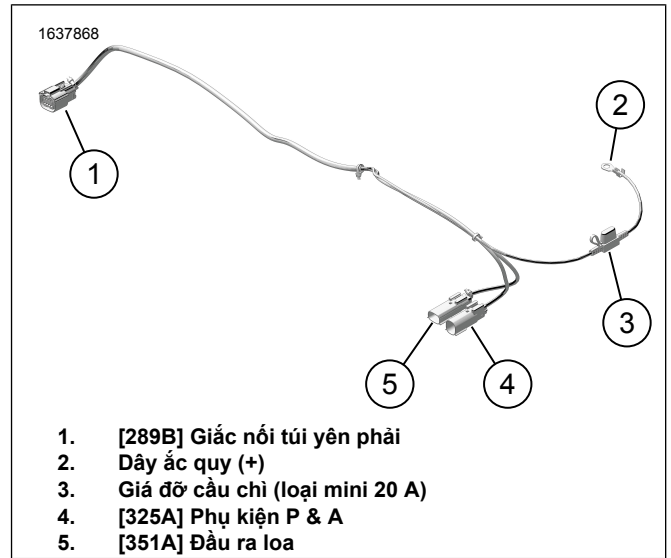 1637868
1
2
3
5
4
1. [289B] Giắc nối túi yên phải
2. Dây ắc quy (+)
3. Giá đỡ cầu chì (loại mini 20 A)
4. [325A] Phụ kiện P & A
5. [351A] Đầu ra loa